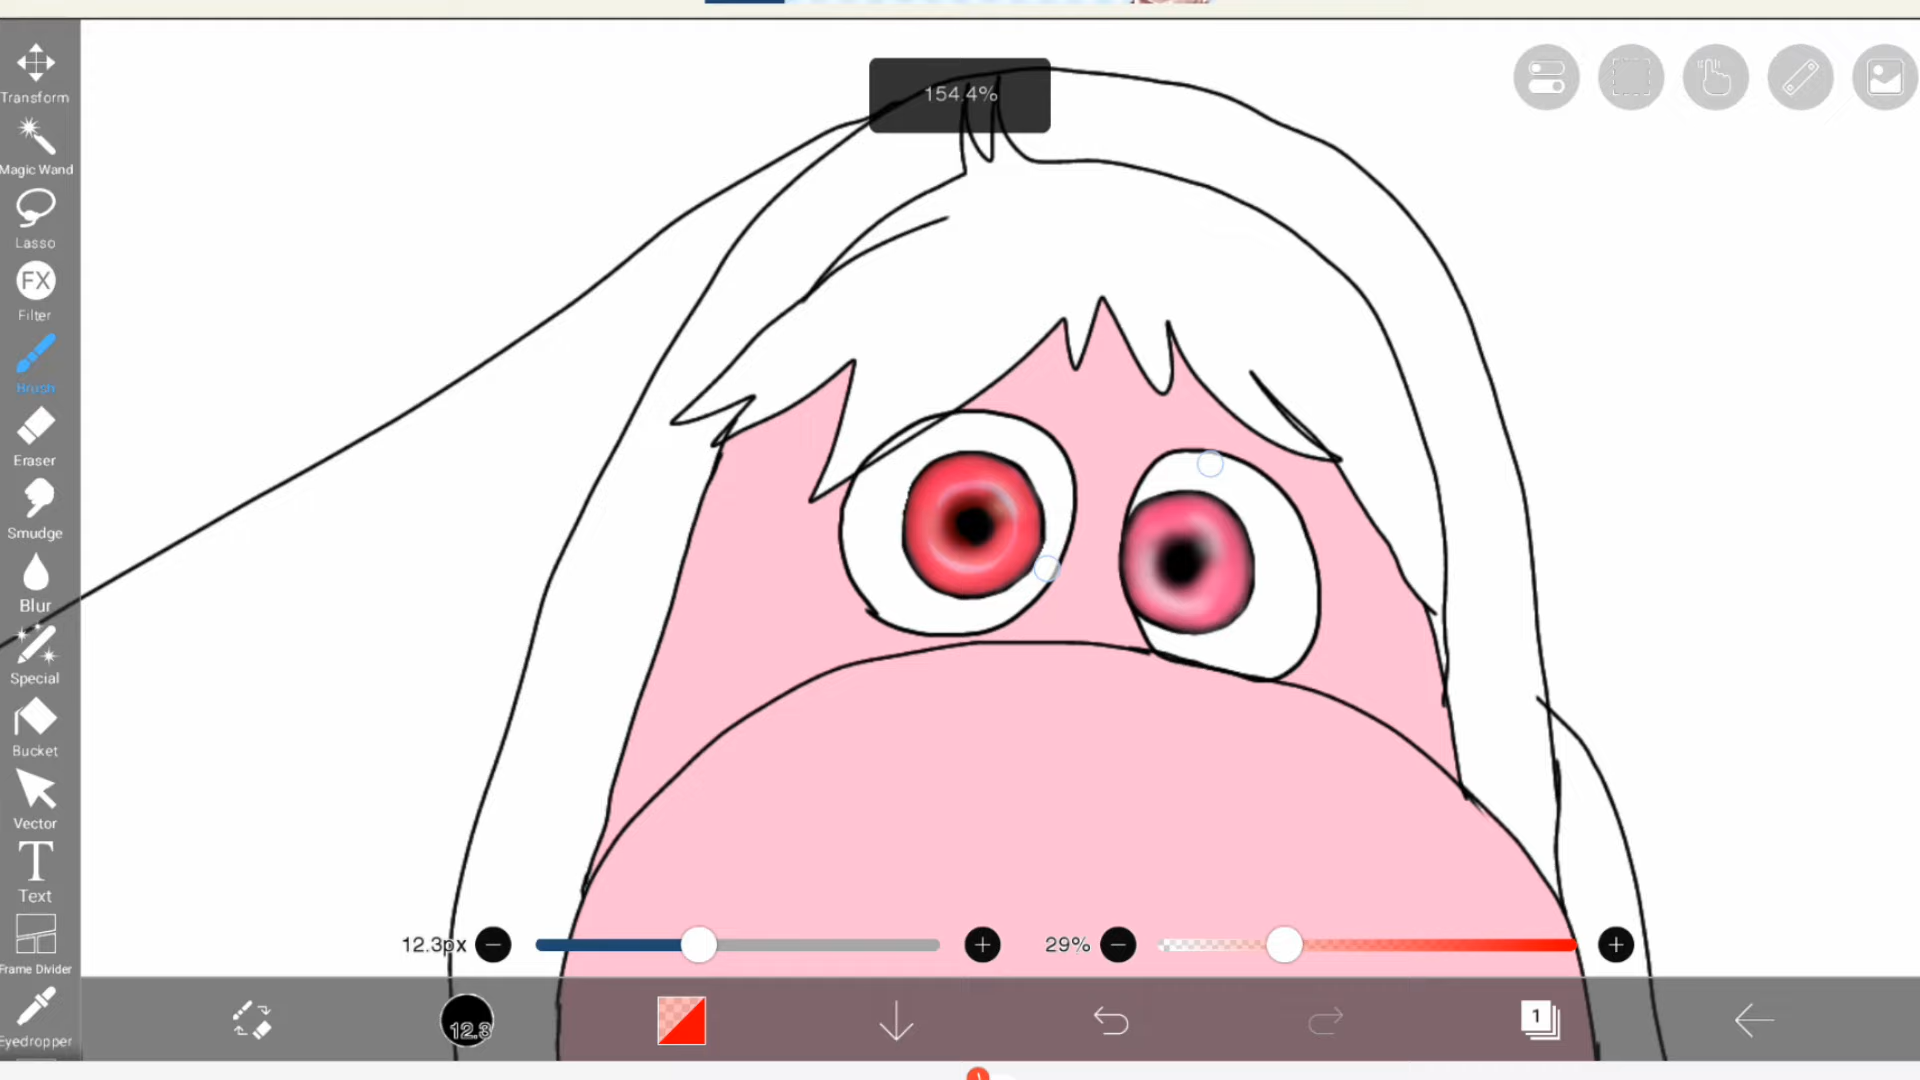 154.4%
Transform
Magic Wand
Lasso
FX
Filter
Brush
Eraser
Smudge
Blur
Special
Bucket
Vector
T
Text
Frame Divider
Eyedropper
12.3px
29%
12.3
1